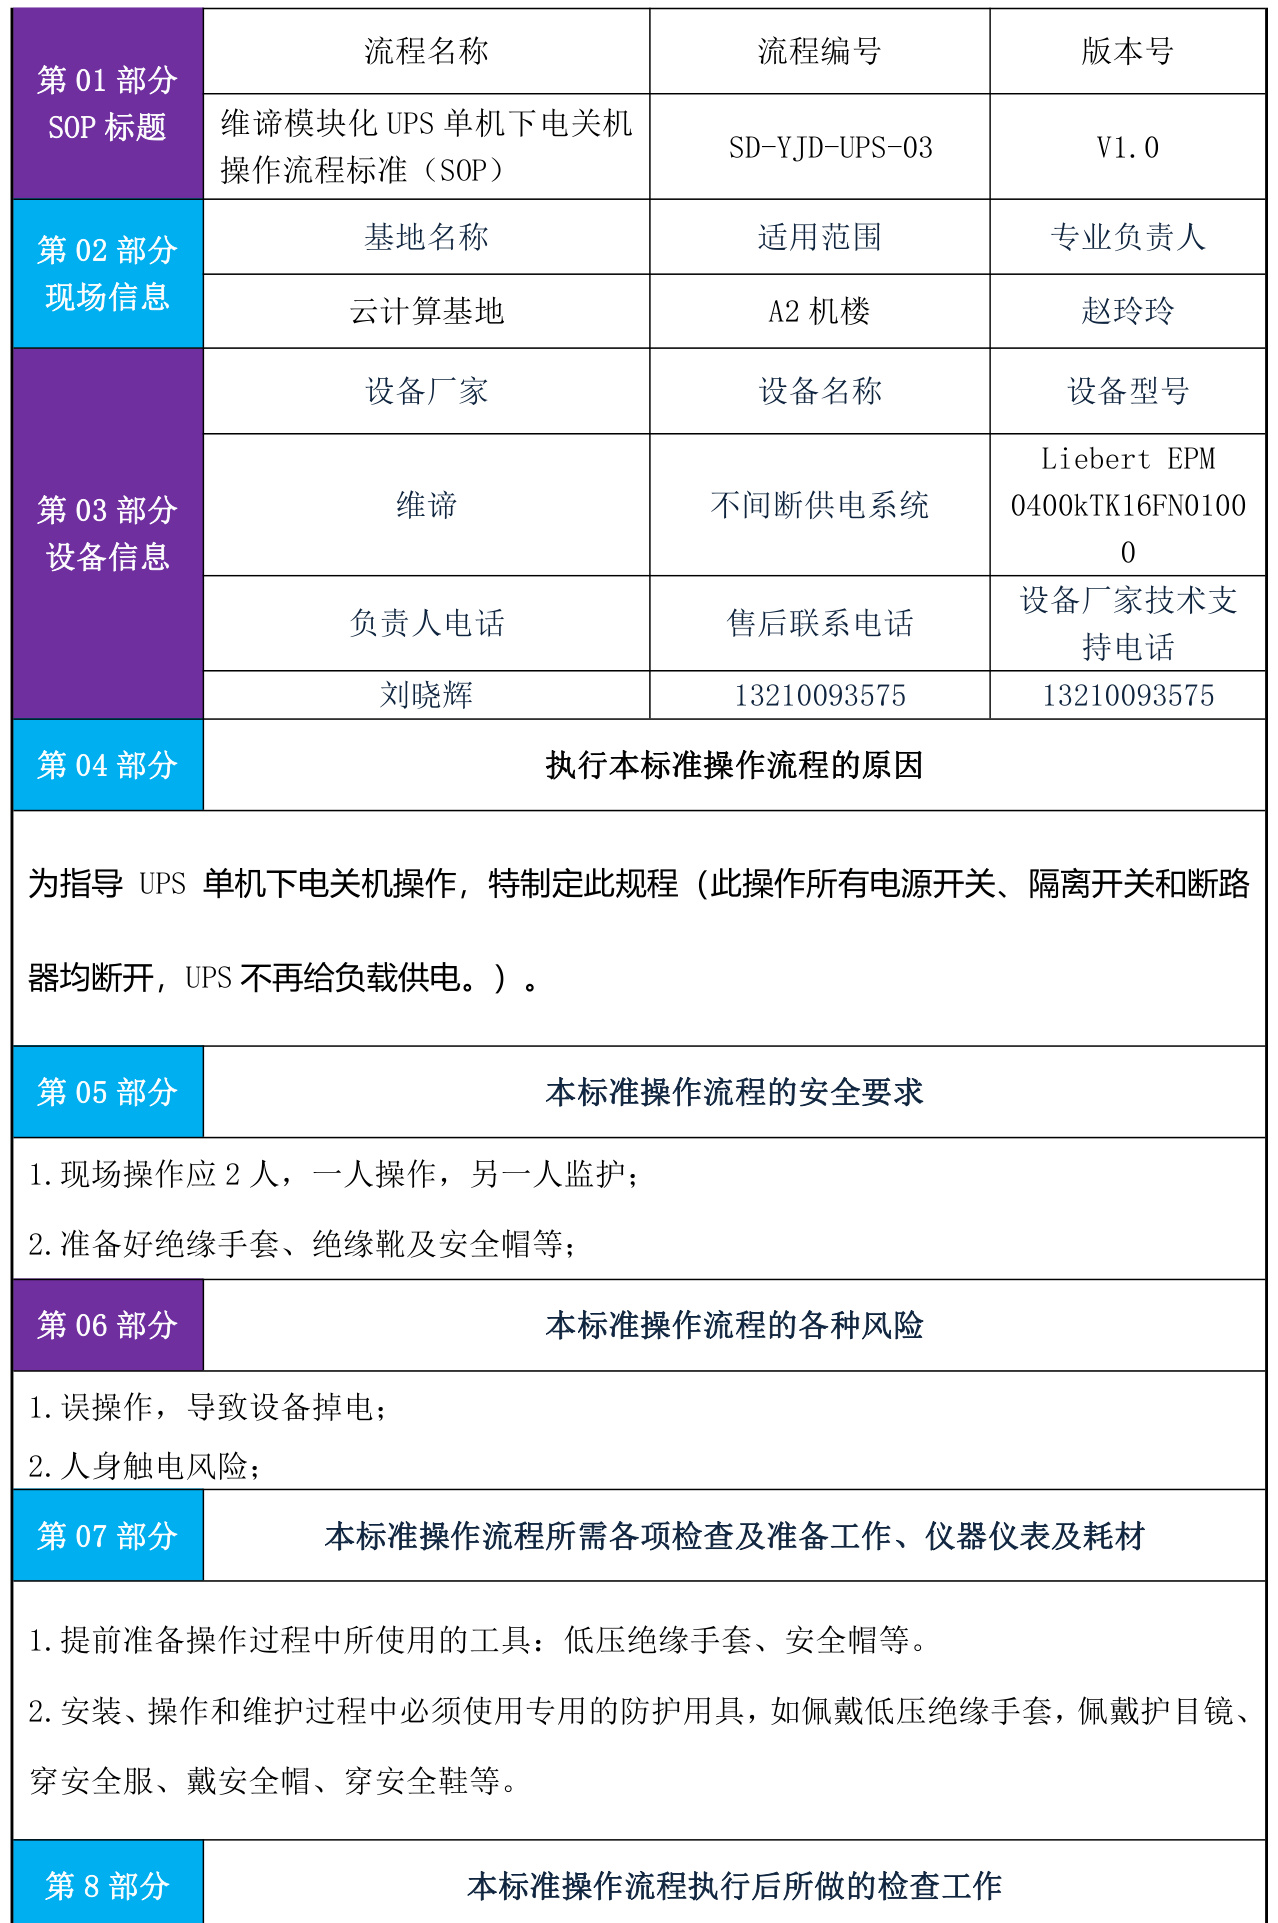 第 01 部分
SOP 标题
流程名称
流程编号
版本号
维谛模块化 UPS 单机下电关机
操作流程标准（SOP）
SD-YJD-UPS-03
V1.0
第 02 部分
现场信息
基地名称
适用范围
专业负责人
云计算基地
A2 机楼
赵玲玲
第 03 部分
设备信息
设备厂家
设备名称
设备型号
维谛
不间断供电系统
Liebert EPM
0400kTK16FN0100
0
负责人电话
售后联系电话
设备厂家技术支
持电话
刘晓辉
13210093575
13210093575
第 04 部分
执行本标准操作流程的原因
为指导 UPS 单机下电关机操作，特制定此规程（此操作所有电源开关、隔离开关和断路
器均断开，UPS 不再给负载供电。）。
第 05 部分
本标准操作流程的安全要求
1.现场操作应 2 人，一人操作，另一人监护；
2.准备好绝缘手套、绝缘靴及安全帽等；
第 06 部分
本标准操作流程的各种风险
1.误操作，导致设备掉电；
2.人身触电风险；
第 07 部分
本标准操作流程所需各项检查及准备工作、仪器仪表及耗材
1.提前准备操作过程中所使用的工具：低压绝缘手套、安全帽等。
2.安装、操作和维护过程中必须使用专用的防护用具，如佩戴低压绝缘手套，佩戴护目镜、
穿安全服、戴安全帽、穿安全鞋等。
第 8 部分
本标准操作流程执行后所做的检查工作